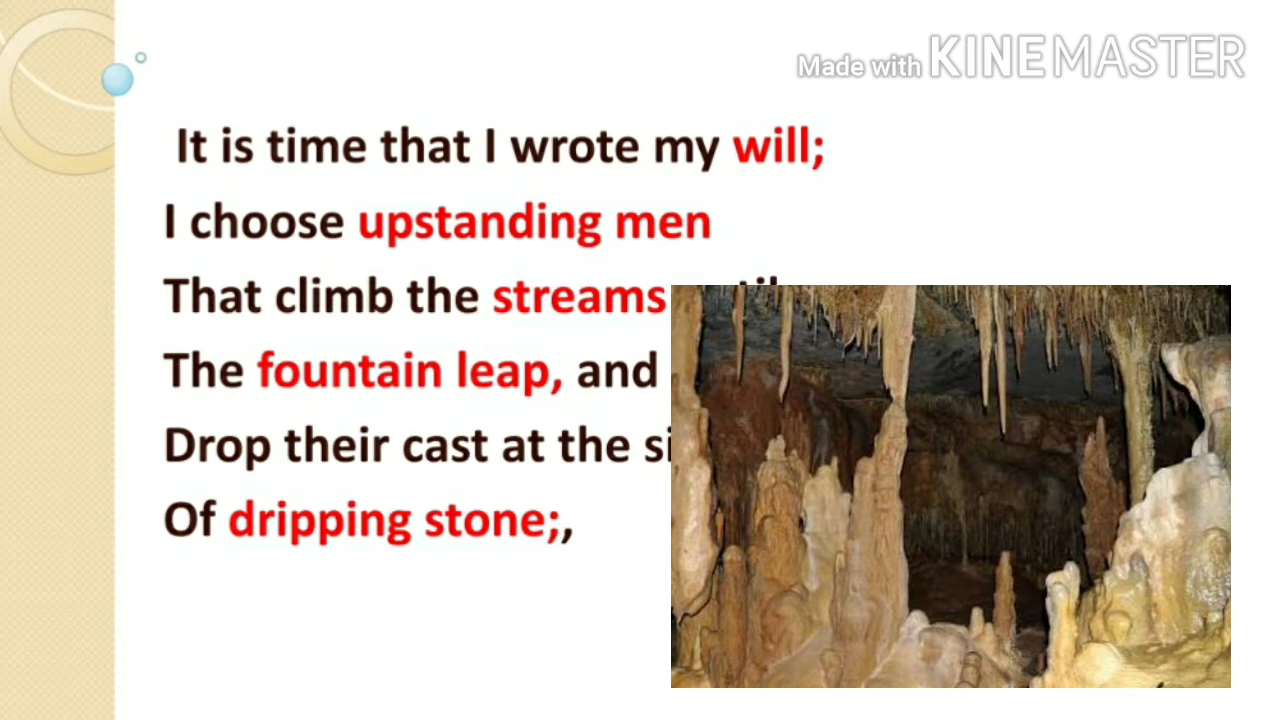 Made with KINEMASTER
It is time that I wrote my will;
I choose upstanding men
That climb the streams
The fountain leap, and
Drop their cast at the
Of dripping stone;,